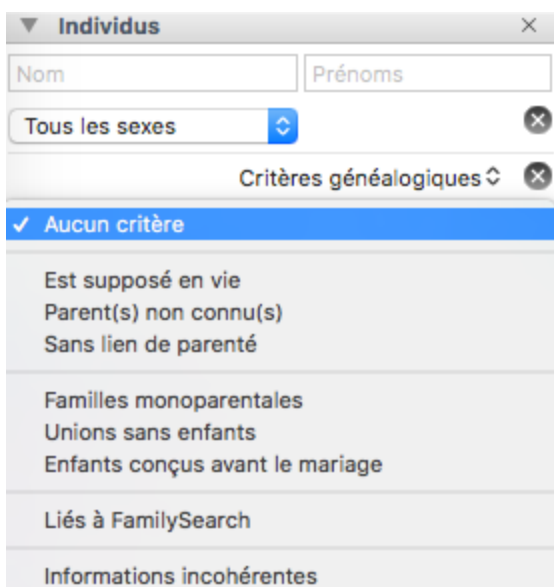 Individus
Nom Prénoms
Tous les sexes
Critères généalogiques
Aucun critère
Est supposé en vie
Parent(s) non connu(s)
Sans lien de parenté
Familles monoparentales
Unions sans enfants
Enfants conçus avant le mariage
Liés à FamilySearch
Informations incohérentes